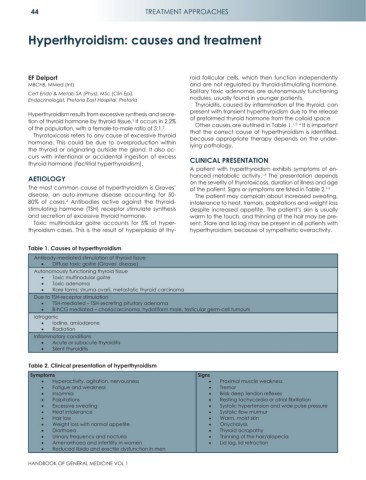 44
TREATMENT APPROACHES
Hyperthyroidism: causes and treatment
EF Delport
MBChB, MMed (Int)
Cert Endo & Metab SA (Phys), MSc (Clin Epi),
Endocrinologist, Pretoria East Hospital, Pretoria
Hyperthyroidism results from excessive synthesis and secre-
tion of thyroid hormone by thyroid tissue.¹ It occurs in 2.2%
of the population, with a female-to-male ratio of 5:1.²
Thyrotoxicosis refers to any cause of excessive thyroid
hormone. This could be due to overproduction within
the thyroid or originating outside the gland. It also oc-
curs with intentional or accidental ingestion of excess
thyroid hormone (factitial hyperthyroidism).
AETIOLOGY
The most common cause of hyperthyroidism is Graves'
disease, an auto-immune disease accounting for 50-
80% of cases.³ Antibodies active against the thyroid-
stimulating hormone (TSH) receptor stimulate synthesis
and secretion of excessive thyroid hormone.
Toxic multinodular goitre accounts for 5% of hyper-
thyroidism cases. This is the result of hyperplasia of thy-
roid follicular cells, which then function independently
and are not regulated by thyroid-stimulating hormone.
Solitary toxic adenomas are autonomously functioning
nodules, usually found in younger patients.
Thyroiditis, caused by inflammation of the thyroid, can
present with transient hyperthyroidism due to the release
of preformed thyroid hormone from the colloid space.
Other causes are outlined in Table 1. It is important
that the correct cause of hyperthyroidism is identified,
because appropriate therapy depends on the under-
lying pathology.
CLINICAL PRESENTATION
A patient with hyperthyroidism exhibits symptoms of en-
hanced metabolic activity. The presentation depends
on the severity of thyrotoxicosis, duration of illness and age
of the patient. Signs or symptoms are listed in Table 2.
The patient may complain about increased sweating,
intolerance to heat, tremors, palpitations and weight loss
despite increased appetite. The patient's skin is usually
warm to the touch, and thinning of the hair may be pre-
sent. Stare and lid lag may be present in all patients with
hyperthyroidism, because of sympathetic overactivity.
Table 1. Causes of hyperthyroidism
Antibody-mediated stimulation of thyroid tissue
• Diffuse toxic goitre (Graves' disease)
Autonomously functioning thyroid tissue
• Toxic multinodular goitre
• Toxic adenoma
• Rare forms: struma ovarii, metastatic thyroid carcinoma
Due to TSH-receptor stimulation
• TSH-mediated – TSH-secreting pituitary adenoma
• B-hCG mediated – choriocarcinoma, hydatiform mole, testicular germ-cell tumours
Iatrogenic
• Iodine, amiodarone
• Radiation
Inflammatory conditions
• Acute or subacute thyroiditis
• Silent thyroiditis
Table 2. Clinical presentation of hyperthyroidism
Symptoms
• Hyperactivity, agitation, nervousness
• Fatigue and weakness
• Insomnia
• Palpitations
• Excessive sweating
• Heat intolerance
• Hair loss
• Weight loss with normal appetite
• Diarrhoea
• Urinary frequency and nocturia
• Amenorrhoea and infertility in women
• Reduced libido and erectile dysfunction in men
Signs
• Proximal muscle weakness
• Tremor
• Brisk deep tendon reflexes
• Resting tachycardia or atrial fibrillation
• Systolic hypertension and wide pulse pressure
• Systolic flow murmur
• Warm, moist skin
• Onycholysis
• Thyroid acropathy
• Thinning of the hair/alopecia
• Lid lag, lid retraction
HANDBOOK OF GENERAL MEDICINE VOL 1